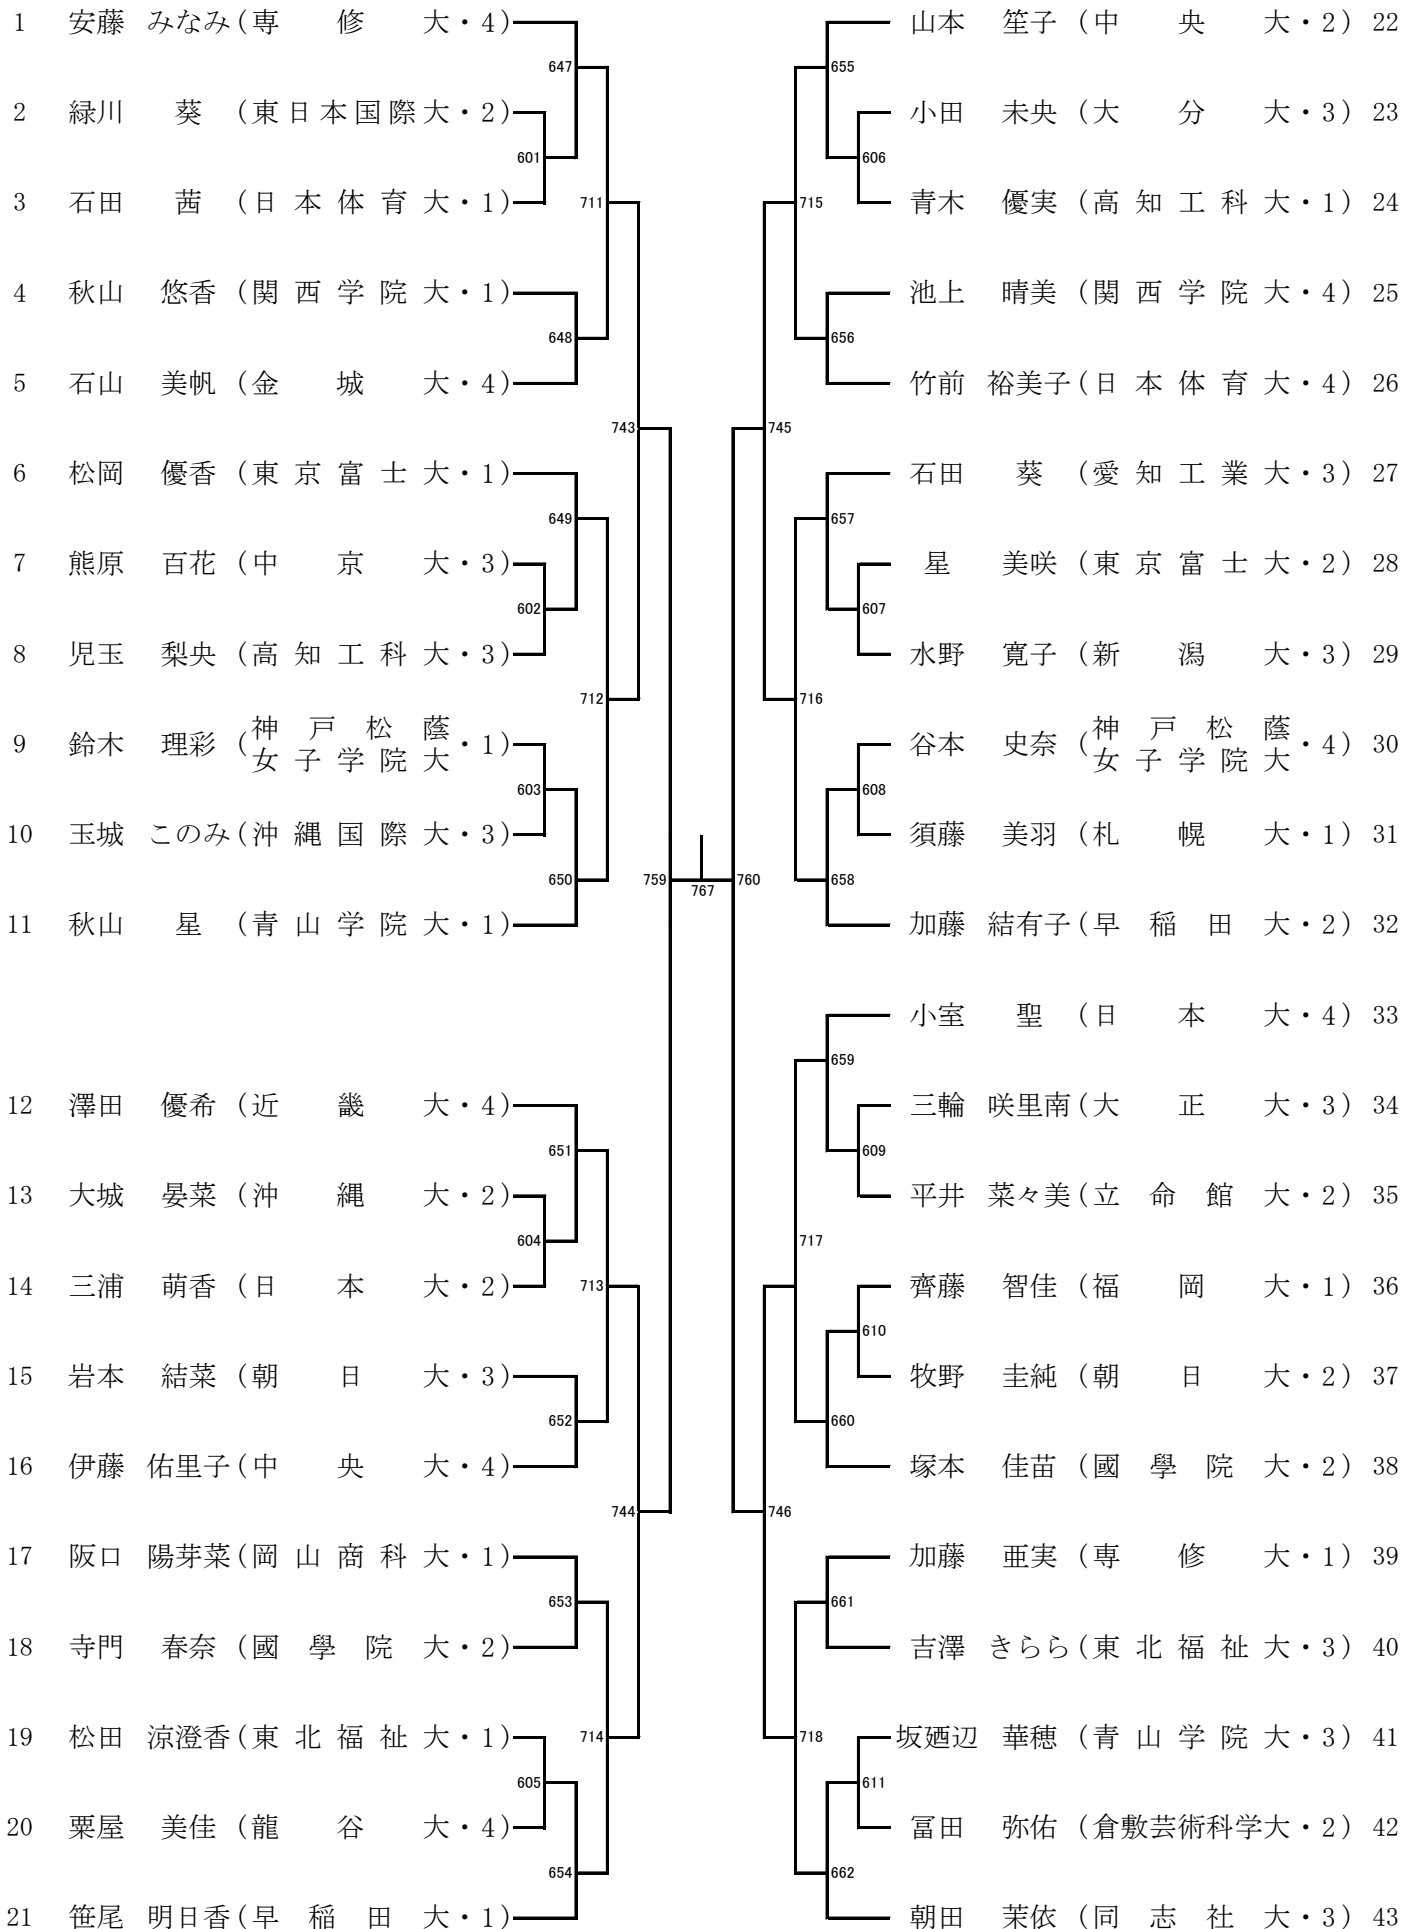 1 安藤 みなみ(専修大・4)
2 緑川 葵 (東日本国際大・2)
3 石田 茜 (日本体育大・1)
4 秋山 悠香 (関西学院大・1)
5 石山 美帆 (金城大・4)
6 松岡 優香 (東京富士大・1)
7 熊原 百花 (中京大・3)
8 児玉 梨央 (高知工科大・3)
9 鈴木 理彩 (神戸松蔭女子学院大・1)
10 玉城 このみ(沖縄国際大・3)
11 秋山 星 (青山学院大・1)
12 澤田 優希 (近畿大・4)
13 大城 晏菜 (沖縄大・2)
14 三浦 萌香 (日本大・2)
15 岩本 結菜 (朝日大・3)
16 伊藤 佑里子(中央大・4)
17 阪口 陽芽菜(岡山商科大・1)
18 寺門 春奈 (國學院大・2)
19 松田 涼澄香(東北福祉大・1)
20 粟屋 美佳 (龍谷大・4)
21 笹尾 明日香(早稲田大・1)
647
601
711
648
743
649
602
712
603
650
759
767
760
651
604
713
652
744
653
714
605
654
655
606
715
656
745
657
607
716
608
658
659
609
717
610
660
746
661
718
611
662
山本 笙子 (中央大・2) 22
小田 未央 (大分大・3) 23
青木 優実 (高知工科大・1) 24
池上 晴美 (関西学院大・4) 25
竹前 裕美子(日本体育大・4) 26
石田 葵 (愛知工業大・3) 27
星 美咲 (東京富士大・2) 28
水野 寛子 (新潟大・3) 29
谷本 史奈 (神戸松蔭女子学院大・4) 30
須藤 美羽 (札幌大・1) 31
加藤 結有子(早稲田大・2) 32
小室 聖 (日本大・4) 33
三輪 咲里南(大正大・3) 34
平井 菜々美(立命館大・2) 35
齊藤 智佳 (福岡大・1) 36
牧野 圭純 (朝日大・2) 37
塚本 佳苗 (國學院大・2) 38
加藤 亜実 (専修大・1) 39
吉澤 きらら(東北福祉大・3) 40
坂廼辺 華穂 (青山学院大・3) 41
冨田 弥佑 (倉敷芸術科学大・2) 42
朝田 茉依 (同志社大・3) 43